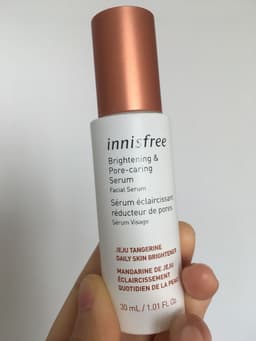 innisfree
Brightening &
Pore-caring
Serum
Facial Serum
Sérum éclaircissant
réducteur de pores
Sérum Visage
JEJU TANGERINE
DAILY SKIN BRIGHTENER
MANDARINE DE JEJU
ÉCLAIRCISSEMENT
QUOTIDIEN DE LA PEAU
30 mL / 1.01 Fl. Oz